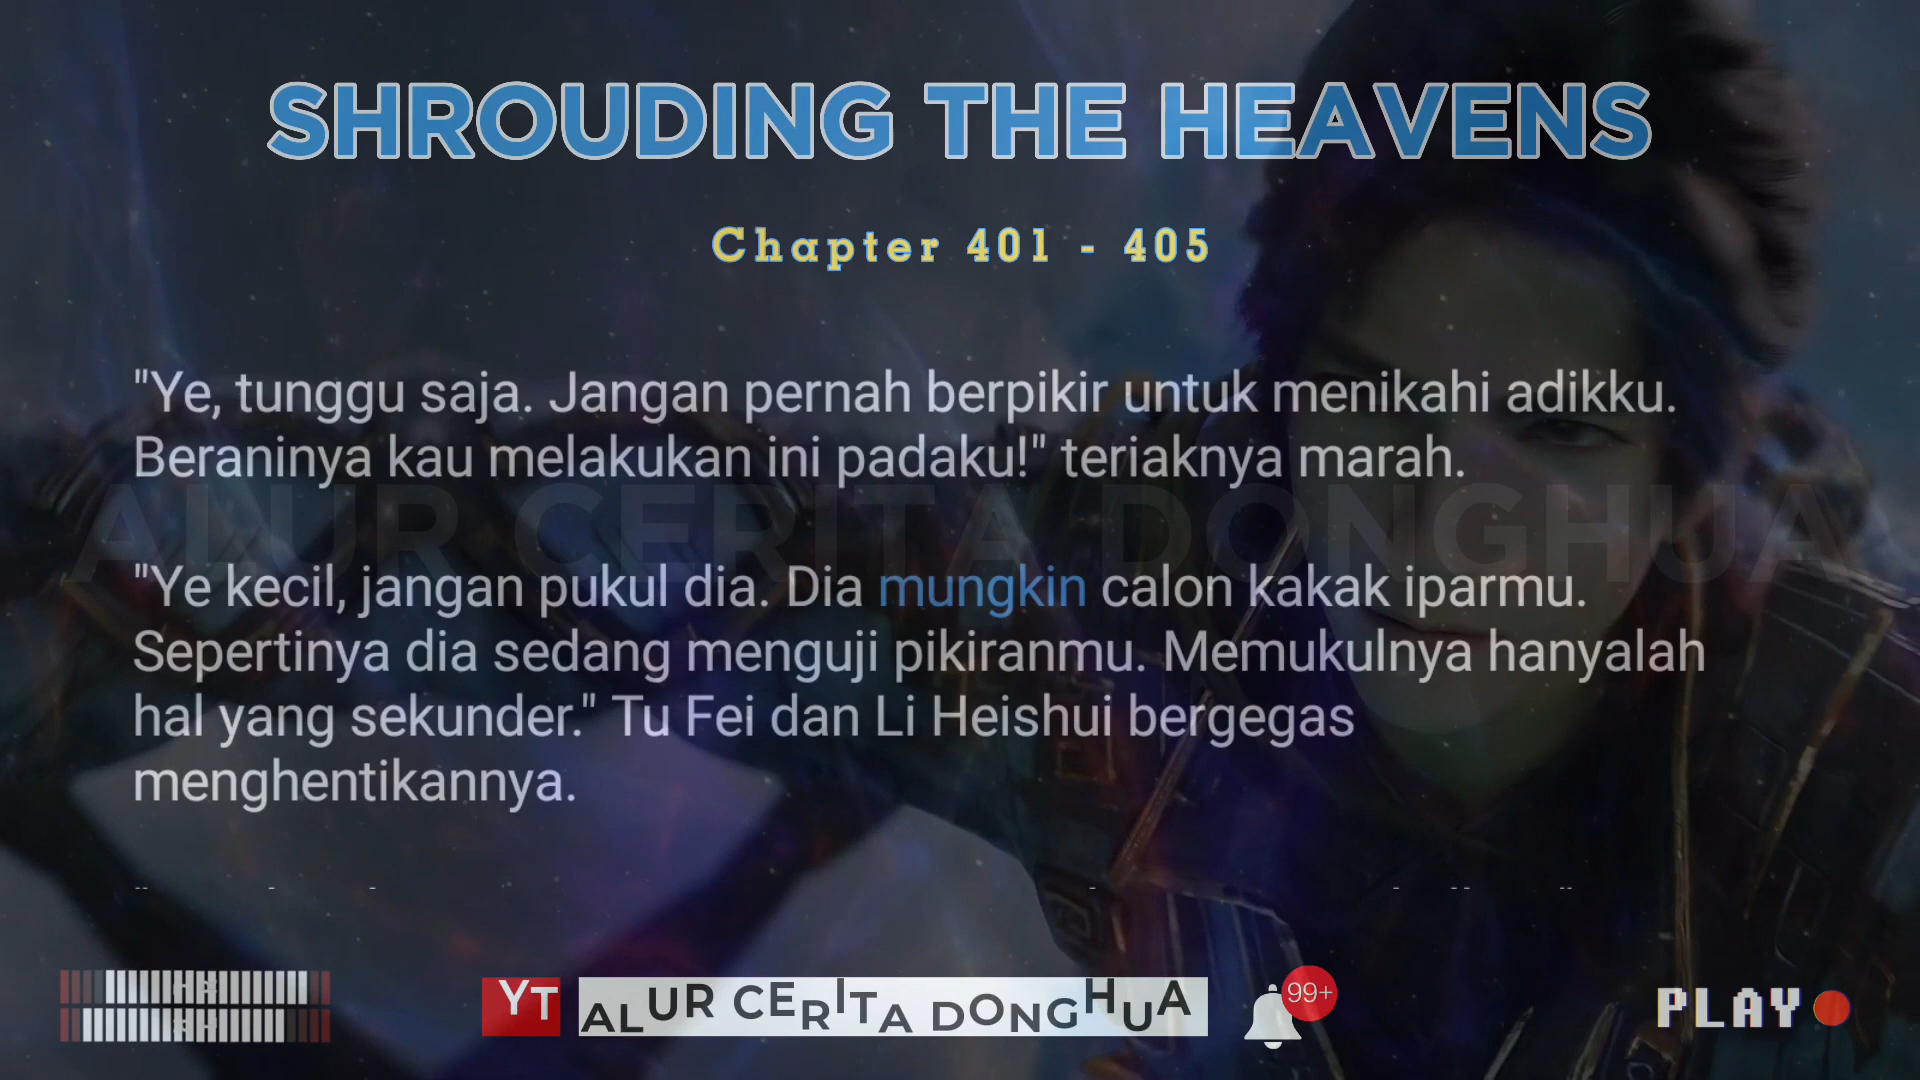 SHROUDING THE HEAVENS
Chapter 401 - 405
"Ye, tunggu saja. Jangan pernah berpikir untuk menikahi adikku.
Beraninya kau melakukan ini padaku!" teriaknya marah.
ALUR CERITA DONGHUA
"Ye kecil, jangan pukul dia. Dia mungkin calon kakak iparmu.
Sepertinya dia sedang menguji pikiranmu. Memukulnya hanyalah
hal yang sekunder." Tu Fei dan Li Heishui bergegas
menghentikannya.
YT ALUR CERITA DONGHUA
99+
PLAY